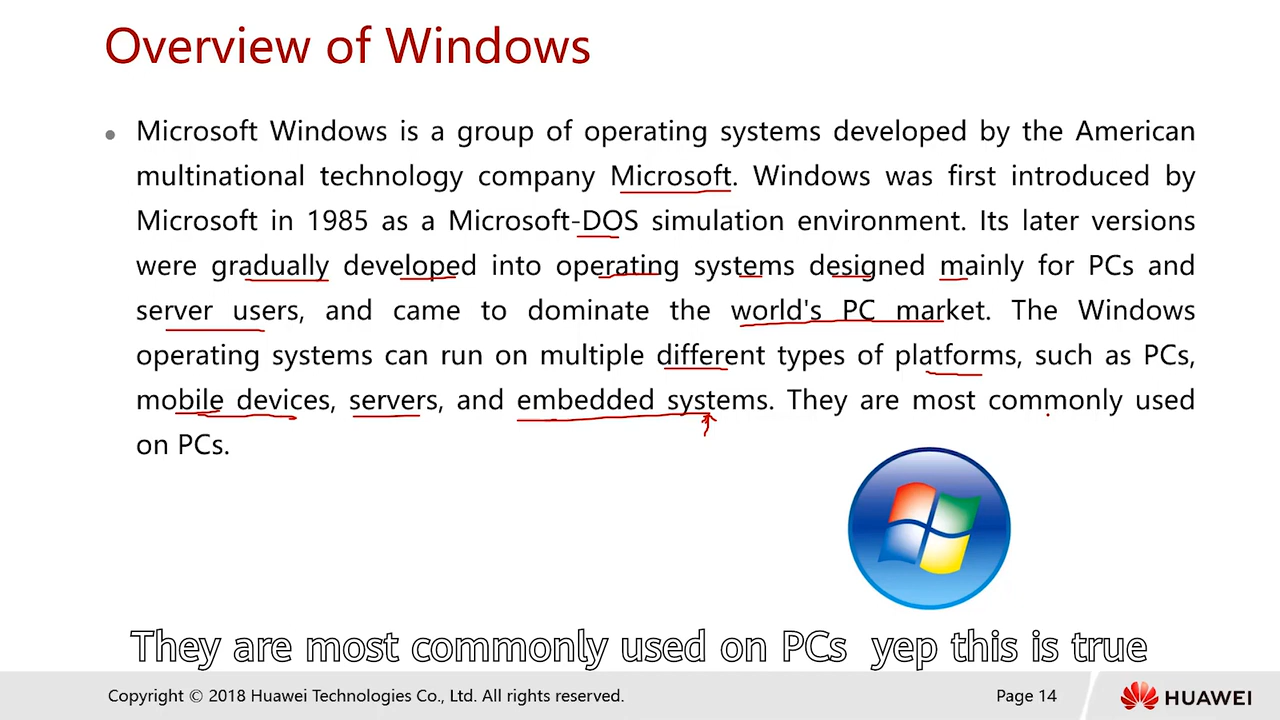 Overview of Windows
Microsoft Windows is a group of operating systems developed by the American
multinational technology company Microsoft. Windows was first introduced by
Microsoft in 1985 as a Microsoft-DOS simulation environment. Its later versions
were gradually developed into operating systems designed mainly for PCs and
server users, and came to dominate the world's PC market. The Windows
operating systems can run on multiple different types of platforms, such as PCs,
mobile devices, servers, and embedded systems. They are most commonly used
on PCs.
They are most commonly used on PCs yep this is true
Copyright © 2018 Huawei Technologies Co., Ltd. All rights reserved.
Page 14
HUAWEI